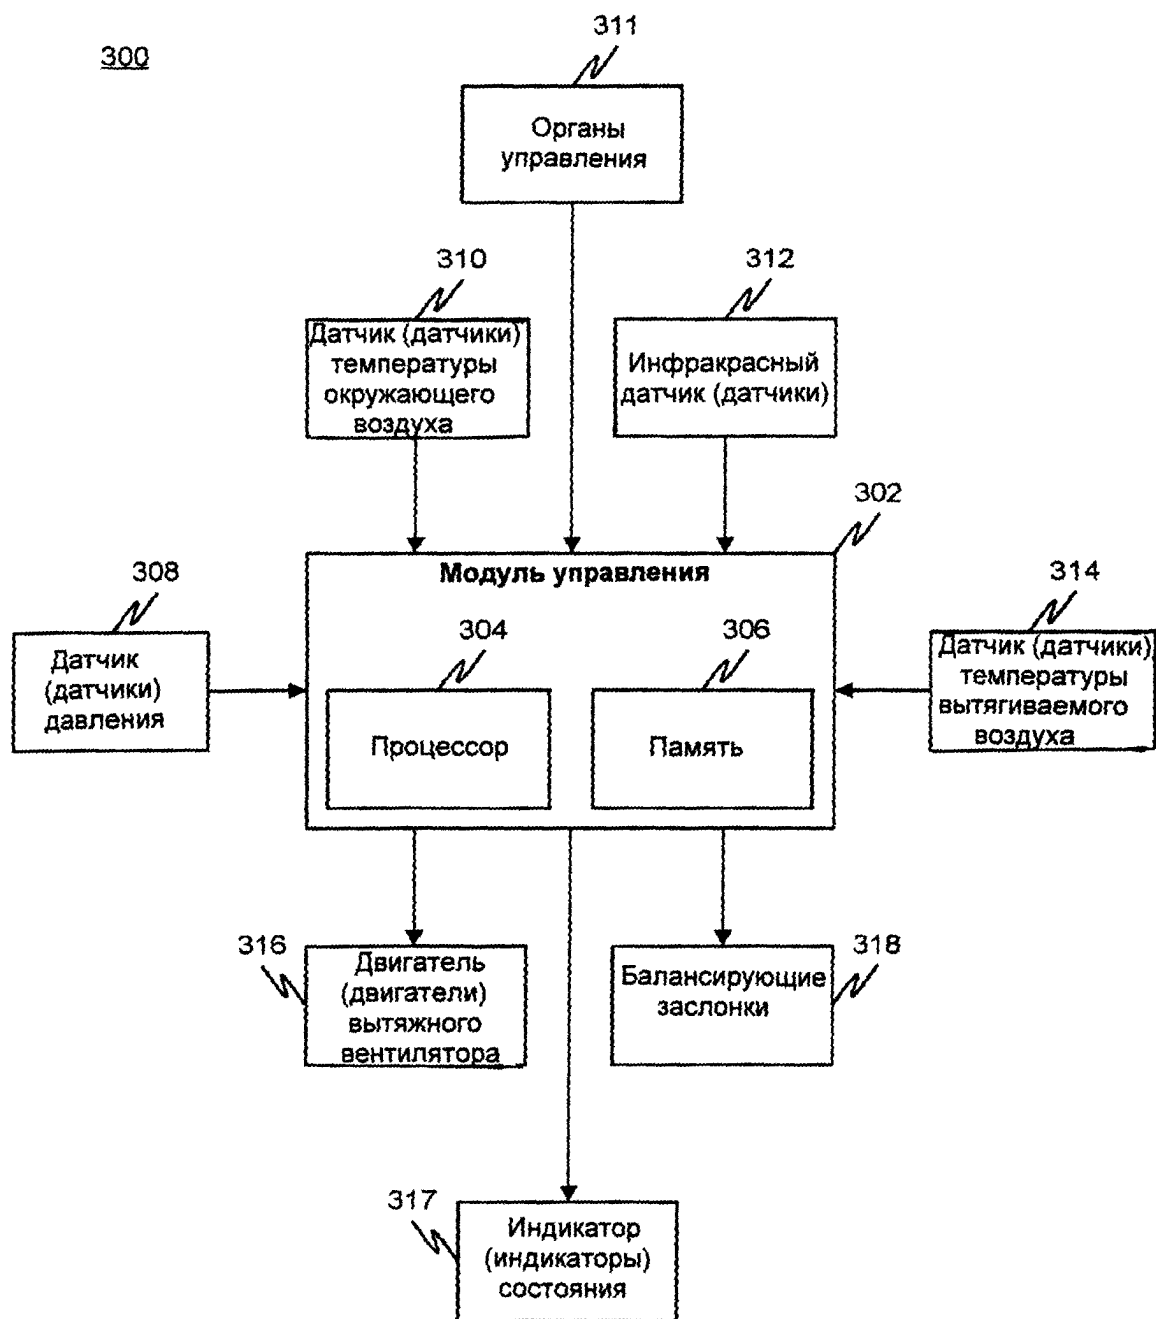 300
311
Органы
управления
310
Датчик (датчики)
температуры
окружающего
воздуха
312
Инфракрасный
датчик (датчики)
302
Модуль управления
308
Датчик
(датчики)
давления
304
Процессор
306
Память
314
Датчик (датчики)
температуры
вытягиваемого
воздуха
316
Двигатель
(двигатели)
вытяжного
вентилятора
318
Балансирующие
заслонки
317
Индикатор
(индикаторы)
состояния